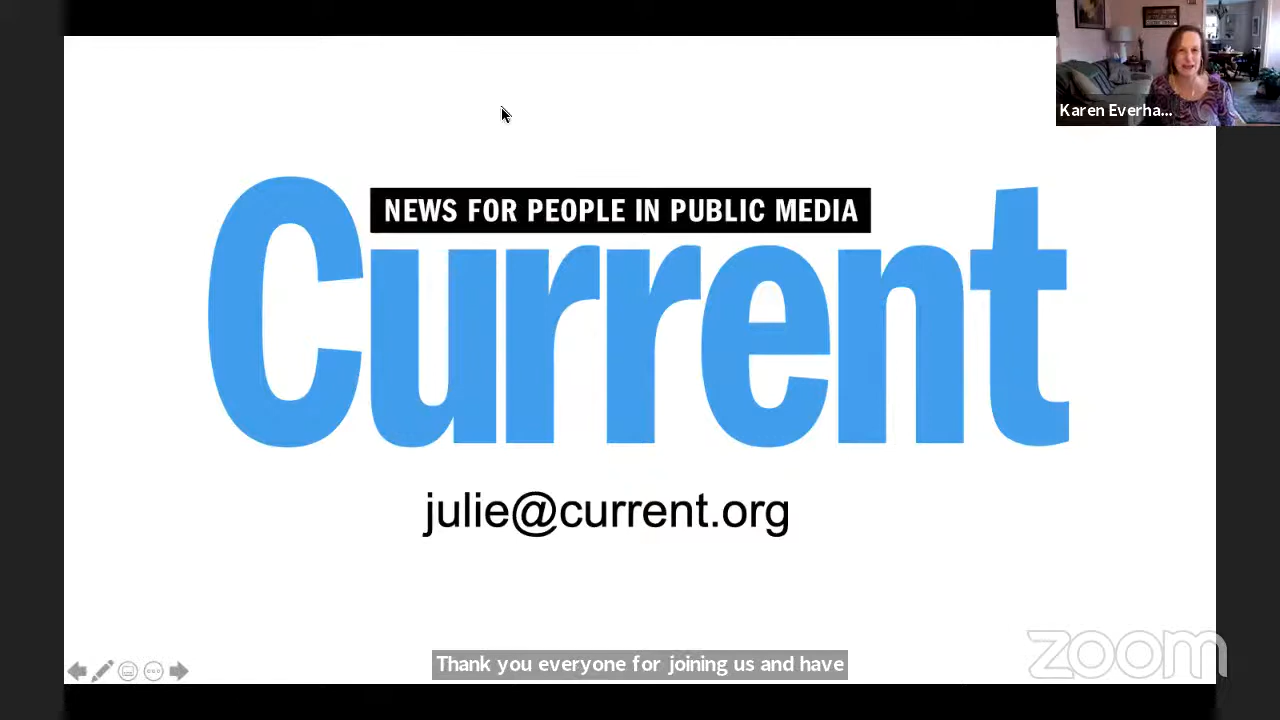 Karen Everha...
NEWS FOR PEOPLE IN PUBLIC MEDIA
Current
julie@current.org
Thank you everyone for joining us and have
zoom